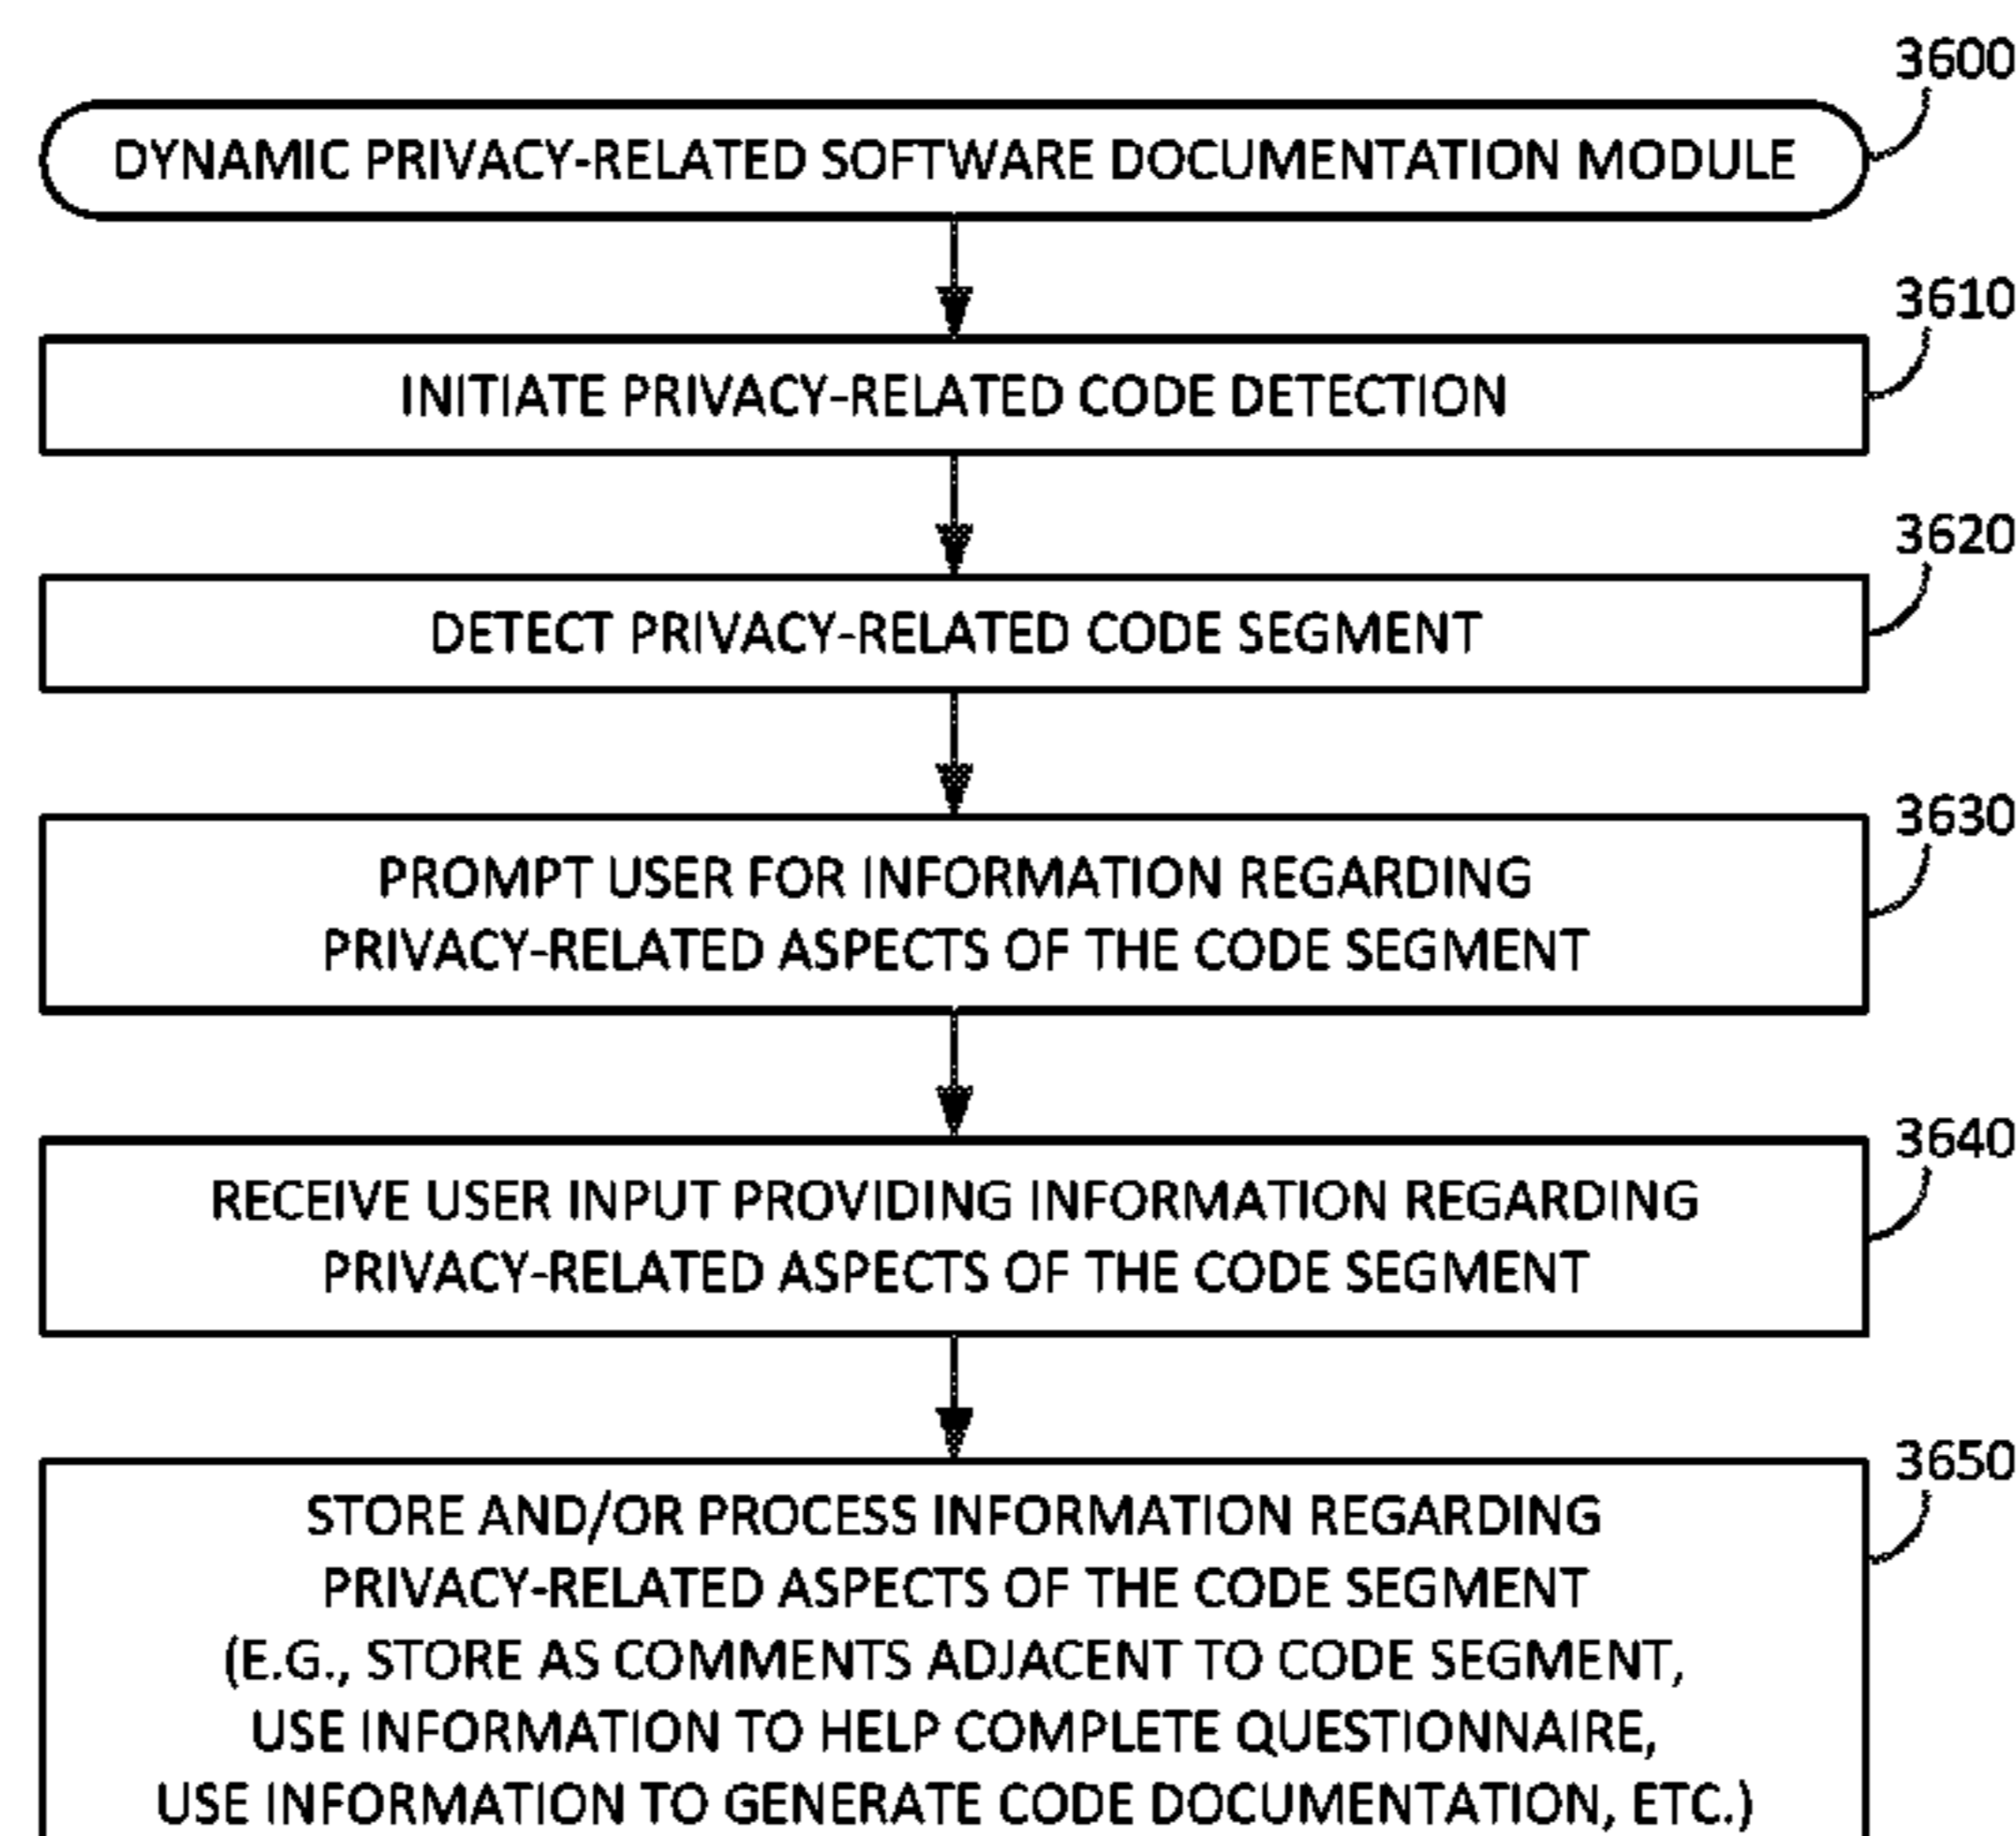 3600
DYNAMIC PRIVACY-RELATED SOFTWARE DOCUMENTATION MODULE
3610
INITIATE PRIVACY-RELATED CODE DETECTION
3620
DETECT PRIVACY-RELATED CODE SEGMENT
3630
PROMPT USER FOR INFORMATION REGARDING
PRIVACY-RELATED ASPECTS OF THE CODE SEGMENT
3640
RECEIVE USER INPUT PROVIDING INFORMATION REGARDING
PRIVACY-RELATED ASPECTS OF THE CODE SEGMENT
3650
STORE AND/OR PROCESS INFORMATION REGARDING
PRIVACY-RELATED ASPECTS OF THE CODE SEGMENT
(E.G., STORE AS COMMENTS ADJACENT TO CODE SEGMENT,
USE INFORMATION TO HELP COMPLETE QUESTIONNAIRE,
USE INFORMATION TO GENERATE CODE DOCUMENTATION, ETC.)